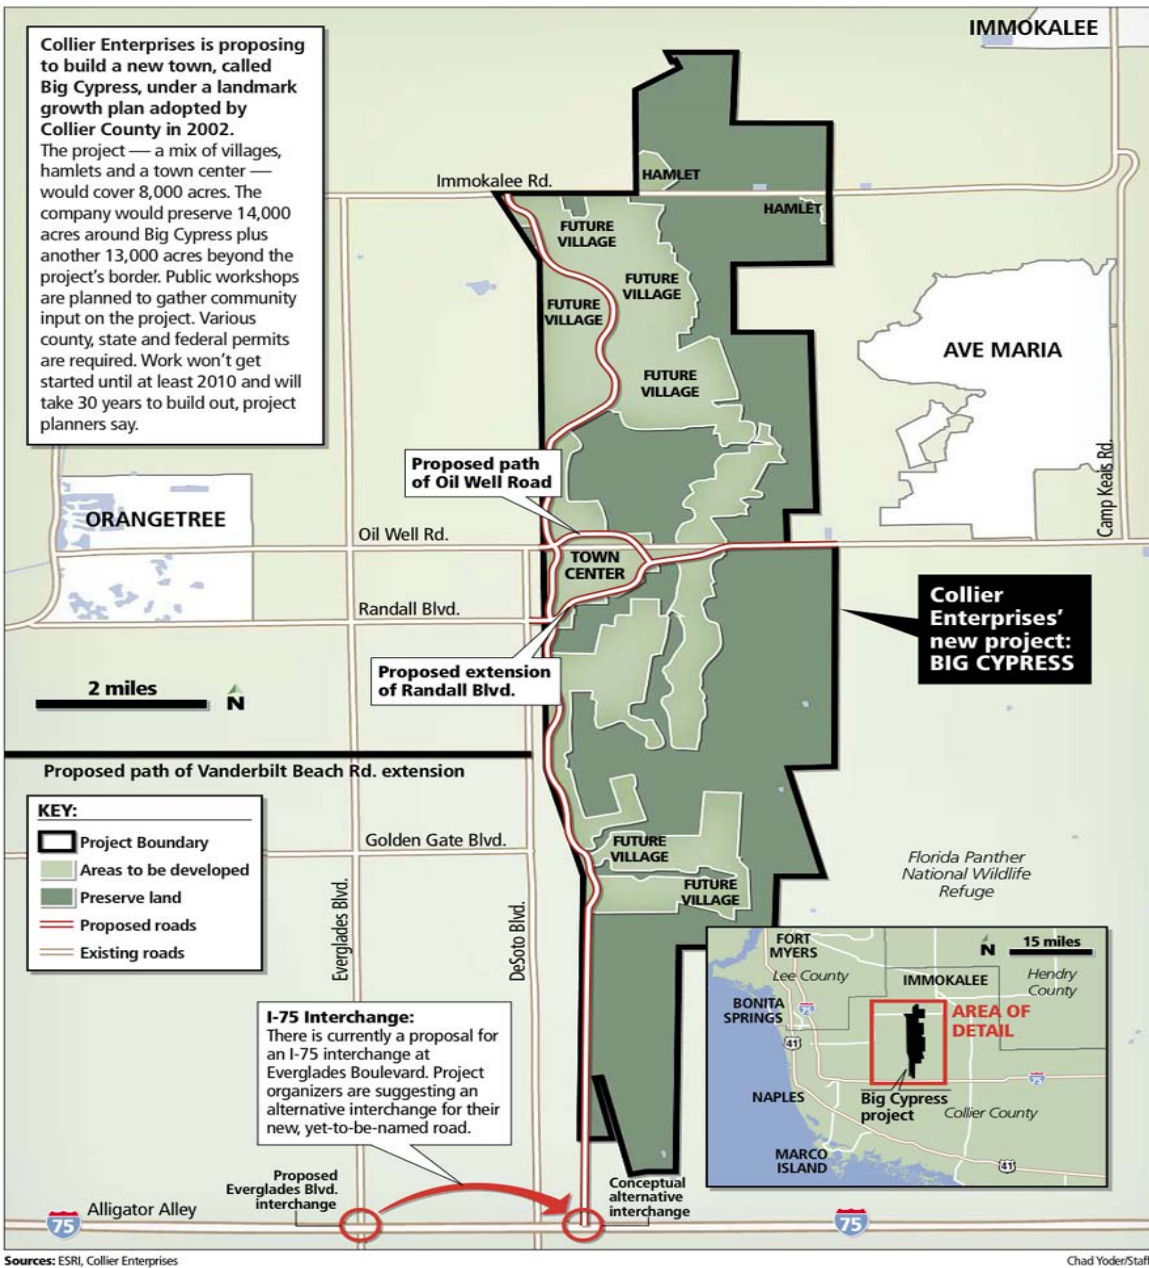 IMMOKALEE
Collier Enterprises is proposing
to build a new town, called
Big Cypress, under a landmark
growth plan adopted by
Collier County in 2002.
The project — a mix of villages,
hamlets and a town center —
would cover 8,000 acres. The
company would preserve 14,000
acres around Big Cypress plus
another 13,000 acres beyond the
project's border. Public workshops
are planned to gather community
input on the project. Various
county, state and federal permits
are required. Work won't get
started until at least 2010 and will
take 30 years to build out, project
planners say.
Immokalee Rd.
HAMLET
HAMLET
FUTURE
VILLAGE
FUTURE
VILLAGE
FUTURE
VILLAGE
FUTURE
VILLAGE
AVE MARIA
Camp Keais Rd.
Proposed path
of Oil Well Road
ORANGETREE
Oil Well Rd.
TOWN
CENTER
Randall Blvd.
Collier
Enterprises'
new project:
BIG CYPRESS
Proposed extension
of Randall Blvd.
2 miles
N
Proposed path of Vanderbilt Beach Rd. extension
KEY:
Project Boundary
Areas to be developed
Preserve land
Proposed roads
Existing roads
Golden Gate Blvd.
Everglades Blvd.
DeSoto Blvd.
FUTURE
VILLAGE
FUTURE
VILLAGE
Florida Panther
National Wildlife
Refuge
I-75 Interchange:
There is currently a proposal for
an I-75 interchange at
Everglades Boulevard. Project
organizers are suggesting an
alternative interchange for their
new, yet-to-be-named road.
FORT
MYERS
N
15 miles
Lee County
IMMOKALEE
Hendry
County
BONITA
SPRINGS
75
AREA OF
DETAIL
41
75
NAPLES
Big Cypress
project
Collier County
MARCO
ISLAND
41
Proposed
Everglades Blvd.
interchange
Conceptual
alternative
interchange
Alligator Alley
75
75
Sources: ESRI, Collier Enterprises
Chad Yoder/Staff